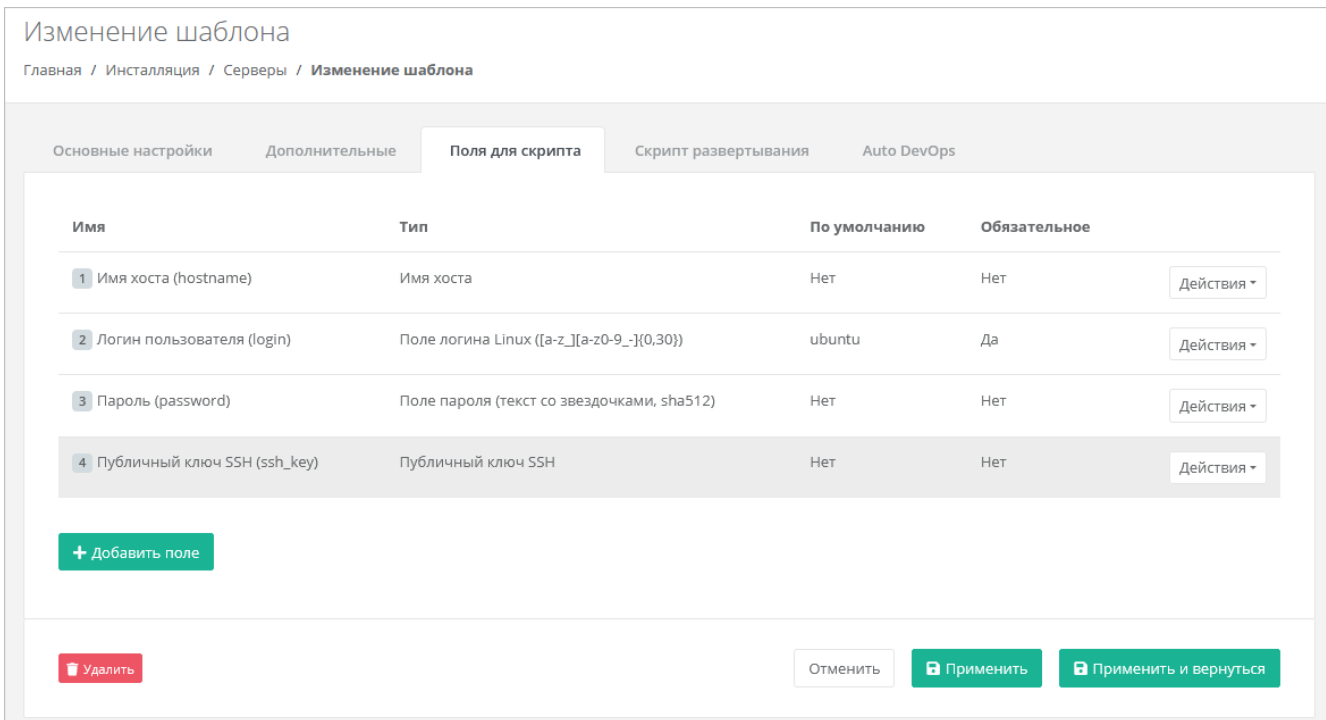 Изменение шаблона
Главная / Инсталляция / Серверы / Изменение шаблона
Основные настройки Дополнительные Поля для скрипта Скрипт развертывания Auto DevOps
Имя Тип По умолчанию Обязательное
1 Имя хоста (hostname) Имя хоста Нет Нет Действия
2 Логин пользователя (login) Поле логина Linux ([a-z_][a-z0-9_-]{0,30}) ubuntu Да Действия
3 Пароль (password) Поле пароля (текст со звездочками, sha512) Нет Нет Действия
4 Публичный ключ SSH (ssh_key) Публичный ключ SSH Нет Нет Действия
+ Добавить поле
Удалить Отменить Применить Применить и вернуться